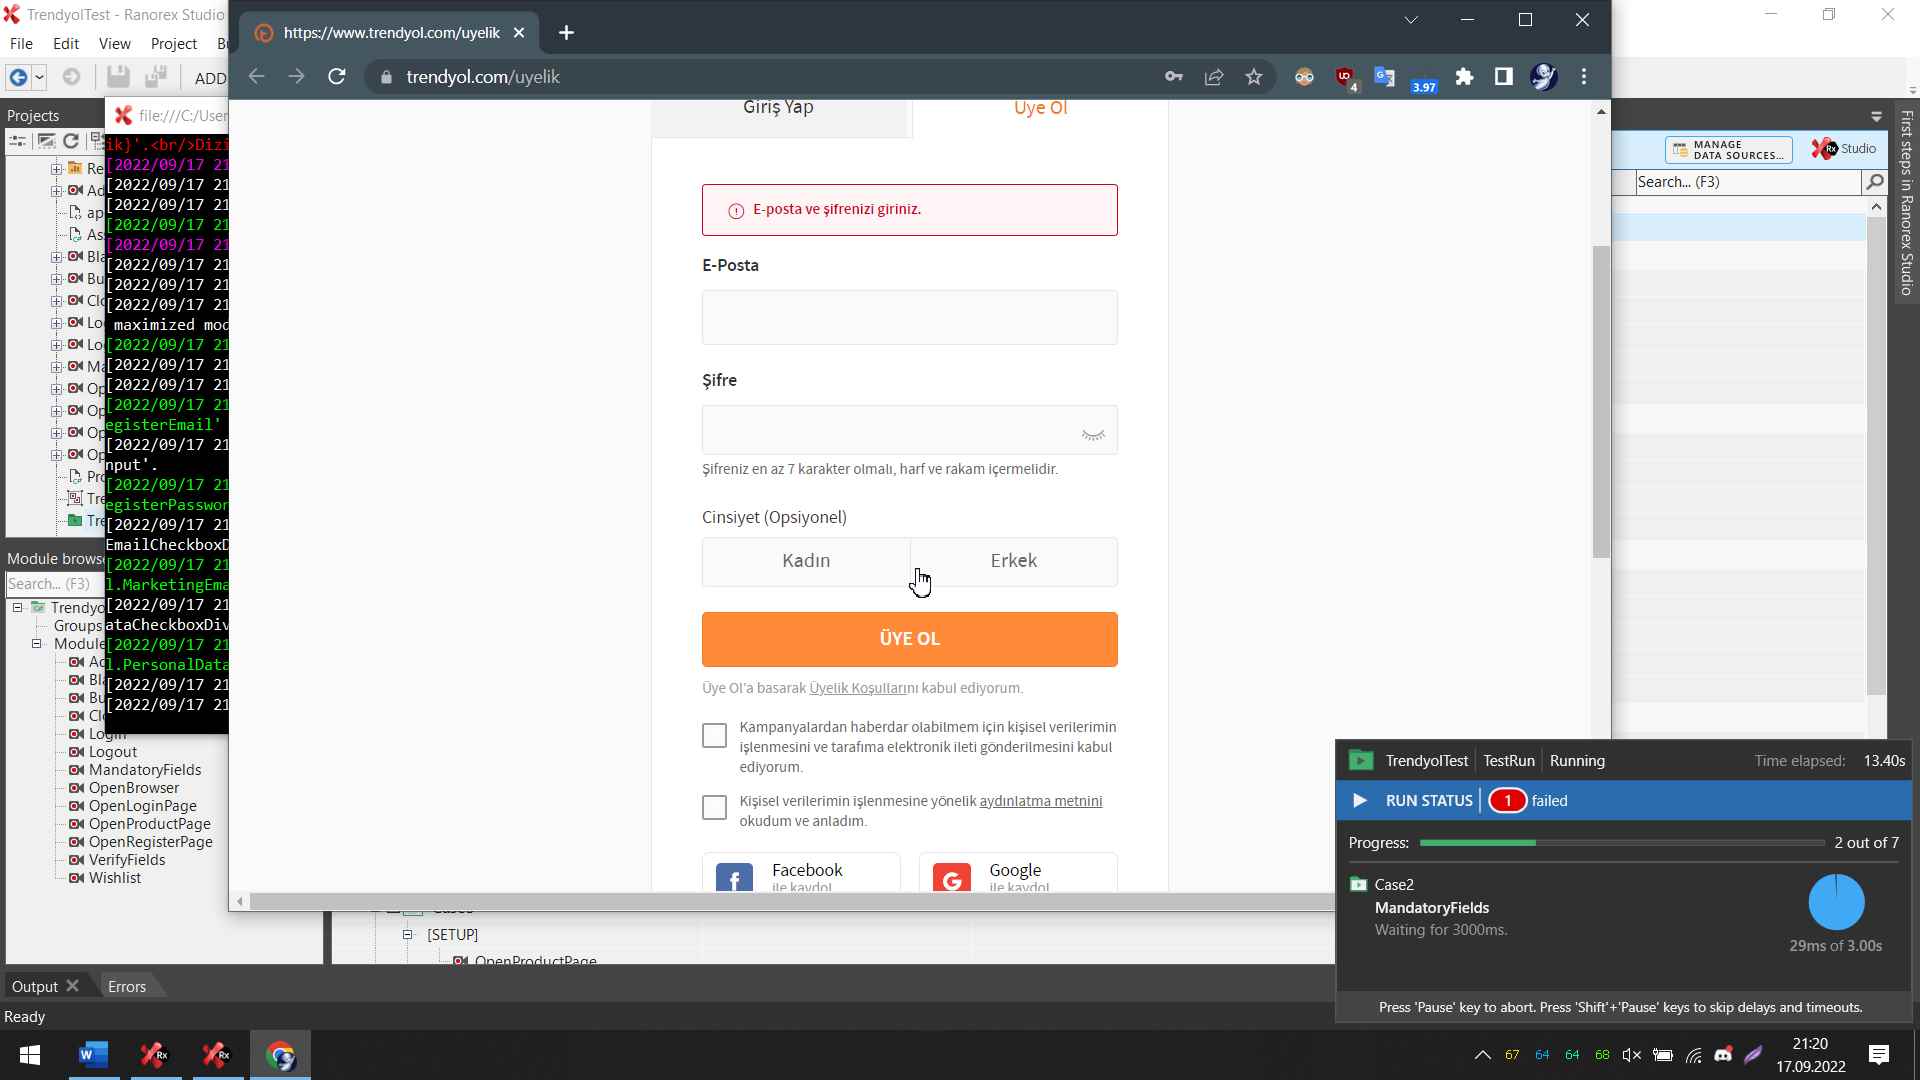 TrendyolTest - Ranorex Studio
File Edit View Project
ADD
Projects
file:///C:/User
https://www.trendyol.com/uyelik
trendyol.com/uyelik
4
3.97
Giriş Yap
Üye Ol
E-posta ve şifrenizi giriniz.
E-Posta
Şifre
Şifreniz en az 7 karakter olmalı, harf ve rakam içermelidir.
Cinsiyet (Opsiyonel)
Kadın
Erkek
ÜYE OL
Üye Ol'a basarak Üyelik Koşullarını kabul ediyorum.
Kampanyalardan haberdar olabilmem için kişisel verilerimin
işlenmesini ve tarafıma elektronik ileti gönderilmesini kabul
ediyorum.
Kişisel verilerimin işlenmesine yönelik aydınlatma metnini
okudum ve anladım.
Facebook
ile kaydol
Google
ile kaydol
MANAGE
DATA SOURCES...
Rx Studio
Search... (F3)
First steps in Ranorex Studio
ik}'.<br/>Dizi
[2022/09/17 21
[2022/09/17 21
[2022/09/17 21
[2022/09/17 21
[2022/09/17 21
[2022/09/17 21
[2022/09/17 21
[2022/09/17 21
maximized mod
[2022/09/17 21
[2022/09/17 21
[2022/09/17 21
[2022/09/17 21
egisterEmail'
[2022/09/17 21
nput'.
[2022/09/17 21
egisterPasswor
[2022/09/17 21
EmailCheckboxD
[2022/09/17 21
l.MarketingEma
[2022/09/17 21
ataCheckboxDiv
[2022/09/17 21
l.PersonalData
[2022/09/17 21
[2022/09/17 21
Re
Ad
ap
As
Bla
Bu
Clo
Lo
Lo
Ma
Op
Op
Op
Op
Pro
Tre
Tre
Module browse
Search... (F3)
Trendyo
Groups
Module
Ad
Bl
Bu
Cl
Login
Logout
MandatoryFields
OpenBrowser
OpenLoginPage
OpenProductPage
OpenRegisterPage
VerifyFields
Wishlist
[SETUP]
OpenProductPage
Output
Errors
Ready
TrendyolTest TestRun Running
Time elapsed: 13.40s
RUN STATUS 1 failed
Progress: 2 out of 7
Case2
MandatoryFields
Waiting for 3000ms.
29ms of 3.00s
Press 'Pause' key to abort. Press 'Shift'+'Pause' keys to skip delays and timeouts.
67 64 64 68
21:20
17.09.2022